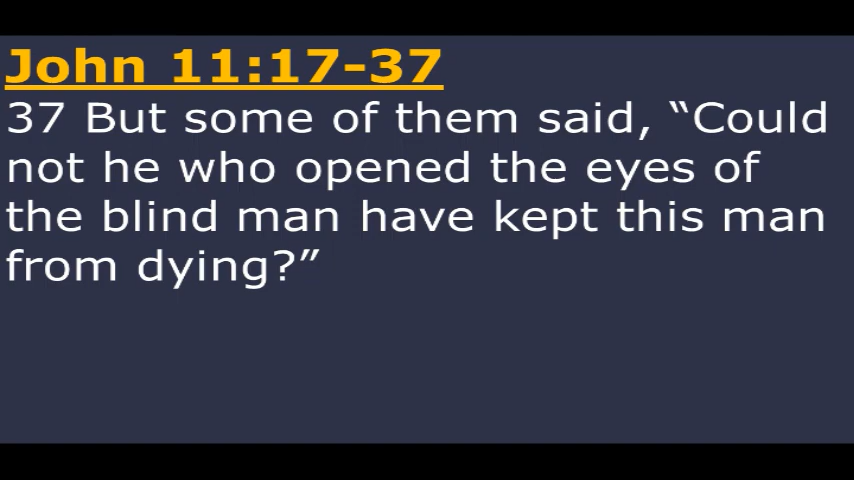 John 11:17-37
37 But some of them said, “Could
not he who opened the eyes of
the blind man have kept this man
from dying?”